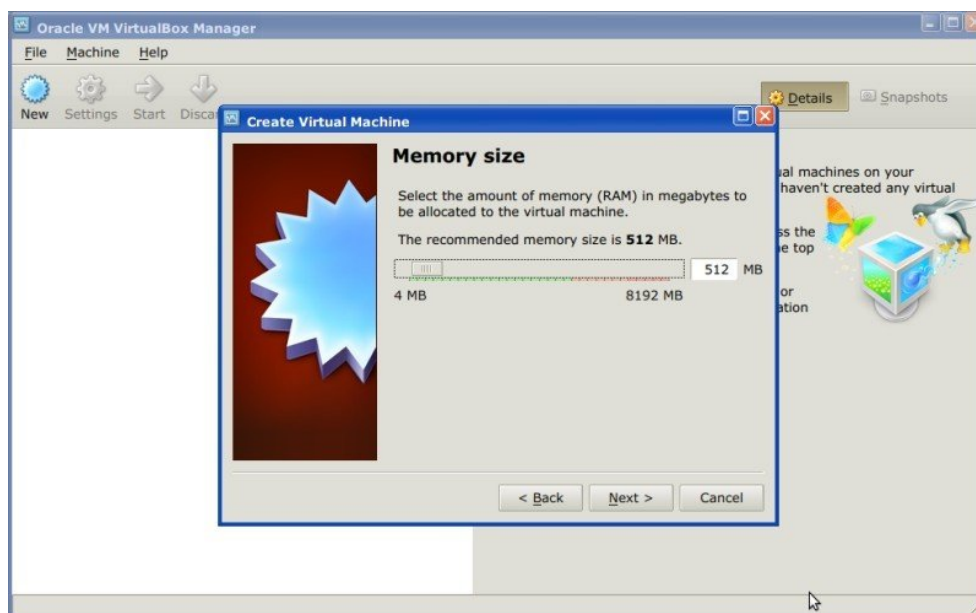 Oracle VM VirtualBox Manager
File Machine Help
New Settings Start Disca
Details Snapshots
Create Virtual Machine
Memory size
Select the amount of memory (RAM) in megabytes to
be allocated to the virtual machine.
The recommended memory size is 512 MB.
512 MB
4 MB 8192 MB
< Back Next > Cancel
ual machines on your
haven't created any virtual
ss the
e top
or
ation